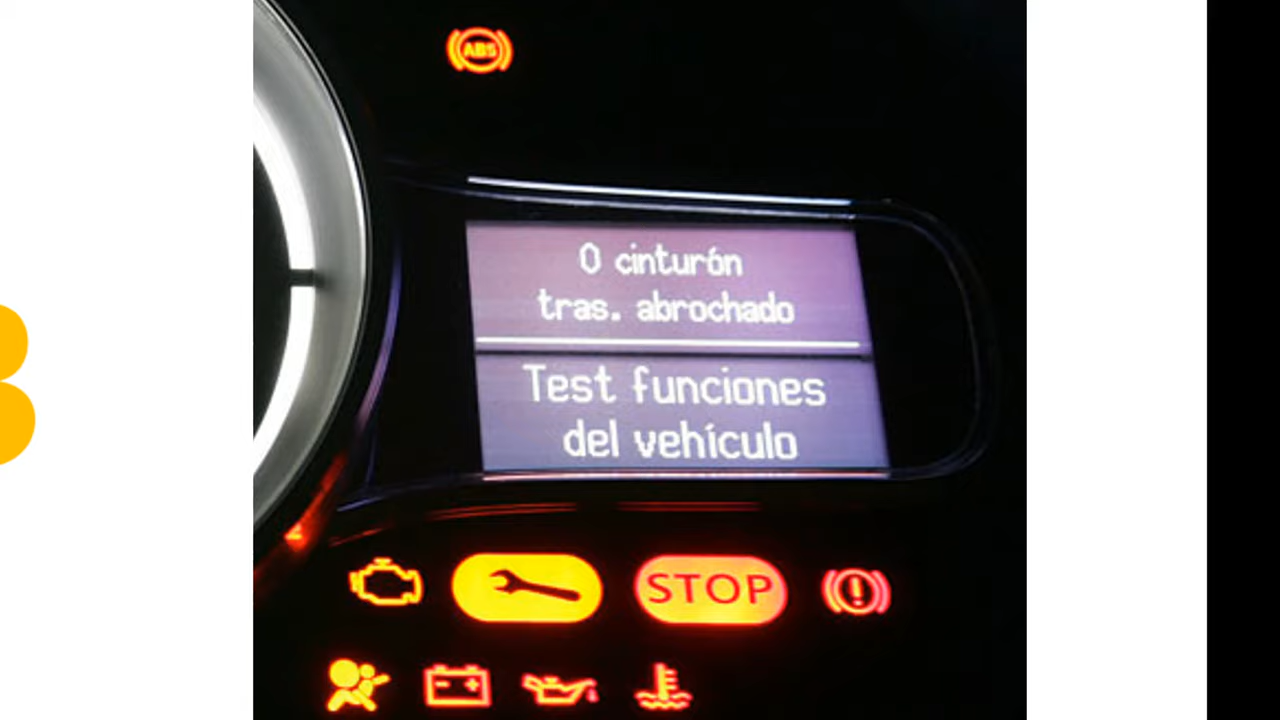 ABS
0 cinturón
tras. abrochado
Test funciones
del vehículo
STOP